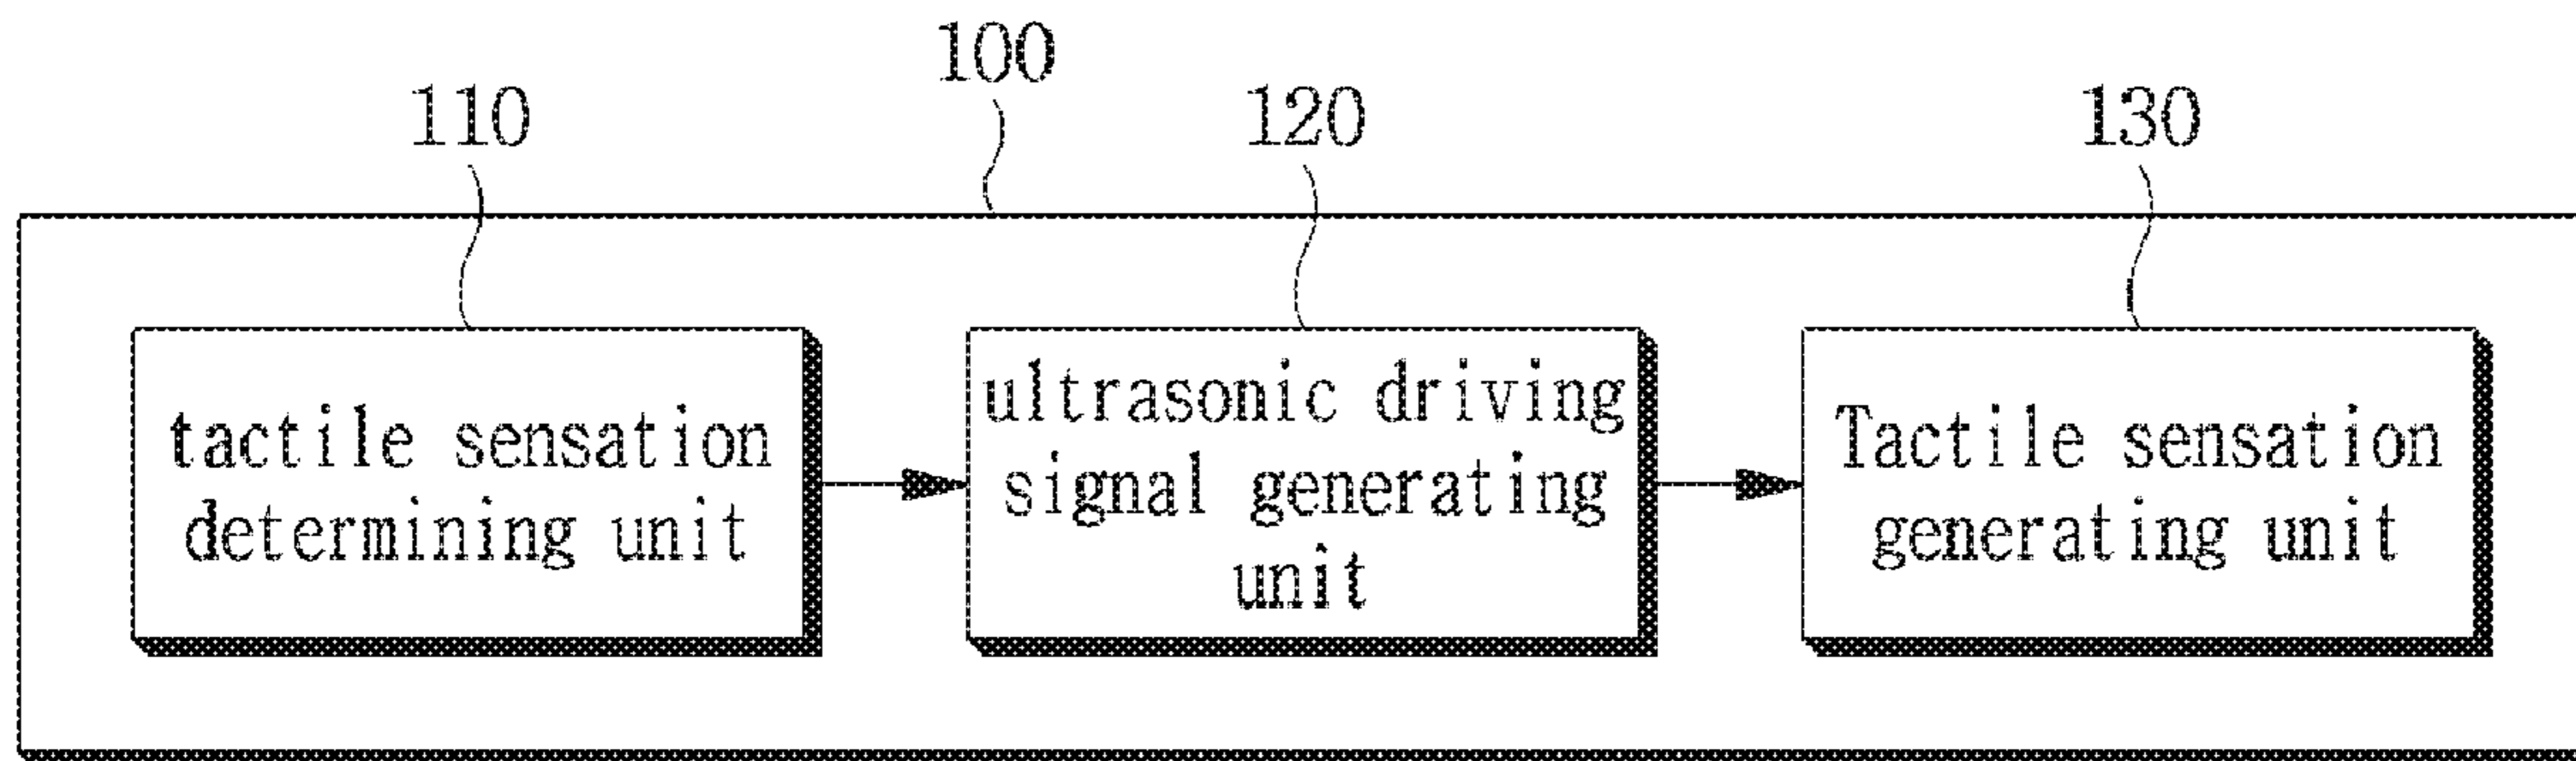 100
110
120
130
tactile sensation
determining unit
ultrasonic driving
signal generating
unit
Tactile sensation
generating unit